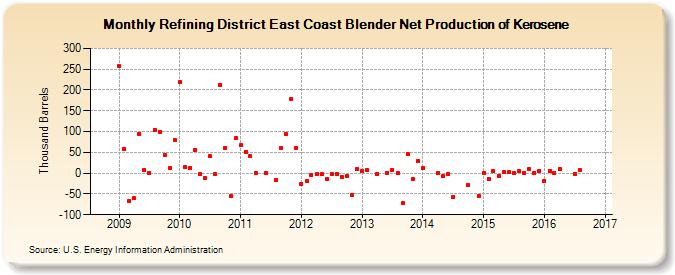 Monthly Refining District East Coast Blender Net Production of Kerosene
Thousand Barrels
300
250
200
150
100
50
0
-50
-100
2009 2010 2011 2012 2013 2014 2015 2016 2017
Source: U.S. Energy Information Administration